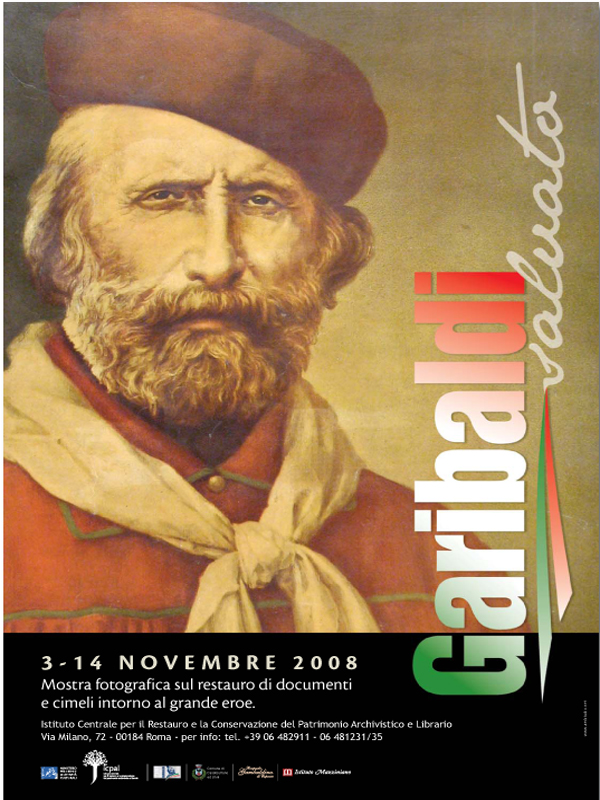 Garibaldi
salvato
3-14 NOVEMBRE 2008
Mostra fotografica sul restauro di documenti
e cimeli intorno al grande eroe.
Istituto Centrale per il Restauro e la Conservazione del Patrimonio Archivistico e Librario
Via Milano, 72 - 00184 Roma - per info: tel. +39 06 482911 - 06 481231/35
icpal
Istituto Mazziniano